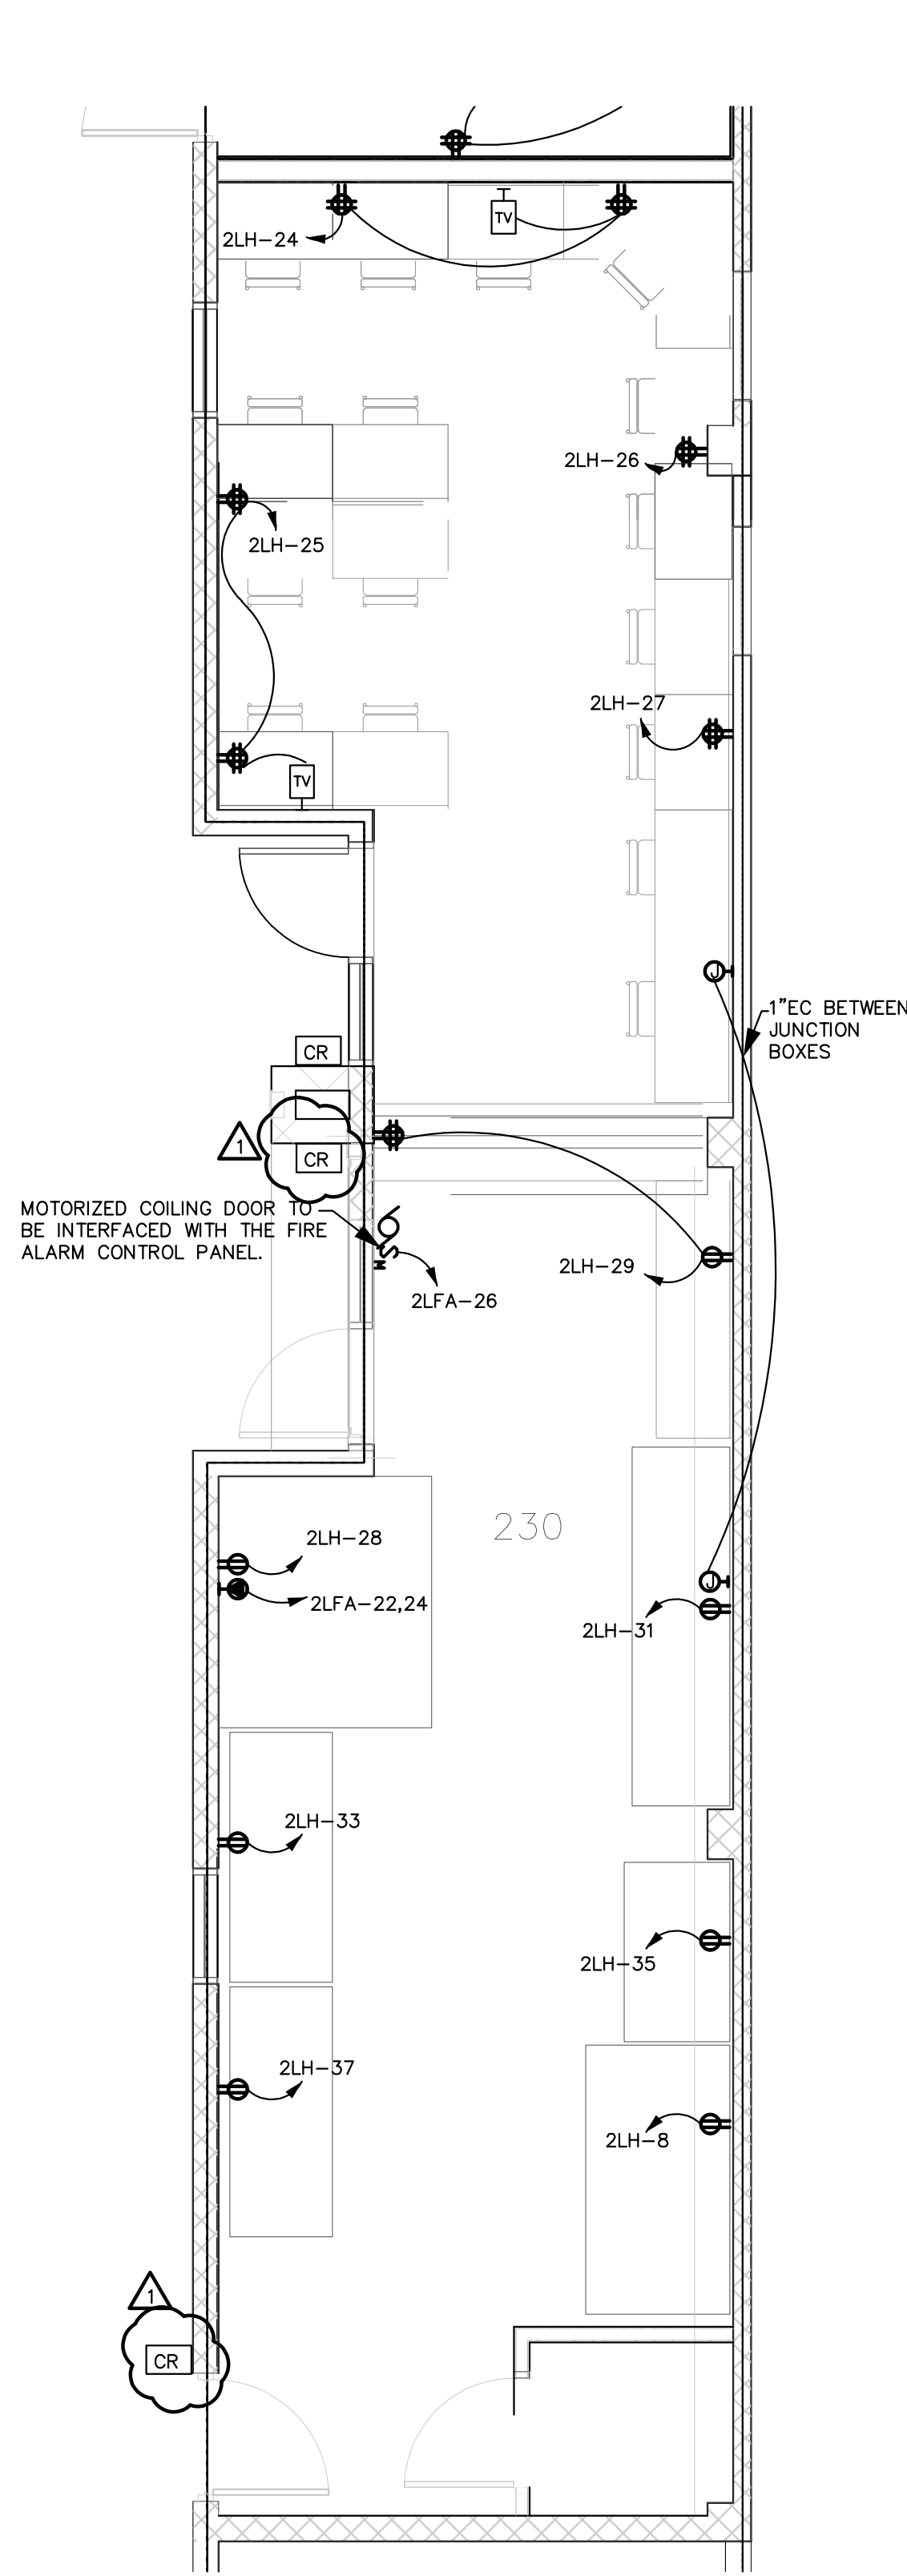 TV
2LH-24
2LH-26
2LH-25
2LH-27
TV
J
1"EC BETWEEN
JUNCTION
BOXES
CR
1
CR
MOTORIZED COILING DOOR TO
BE INTERFACED WITH THE FIRE
ALARM CONTROL PANEL.
S
M
2LH-29
2LFA-26
230
2LH-28
J
2LFA-22,24
2LH-31
2LH-33
2LH-35
2LH-37
2LH-8
1
CR